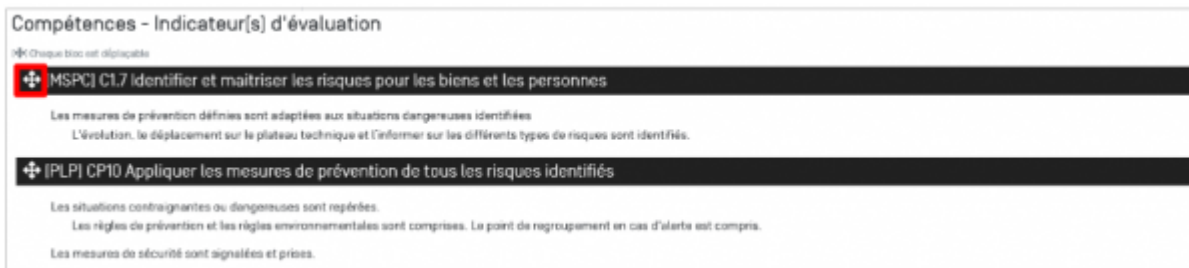 Compétences - Indicateur(s) d'évaluation
Chaque bloc est déplaçable
[MSPC] C1.7 Identifier et maitriser les risques pour les biens et les personnes
Les mesures de prévention définies sont adaptées aux situations dangereuses identifiées
L'évolution, le déplacement sur le plateau technique et l'informer sur les différents types de risques sont identifiés.
[PLP] CP10 Appliquer les mesures de prévention de tous les risques identifiés
Les situations contraignantes ou dangereuses sont repérées.
Les règles de prévention et les règles environnementales sont comprises. Le point de regroupement en cas d'alerte est compris.
Les mesures de sécurité sont signalées et prises.